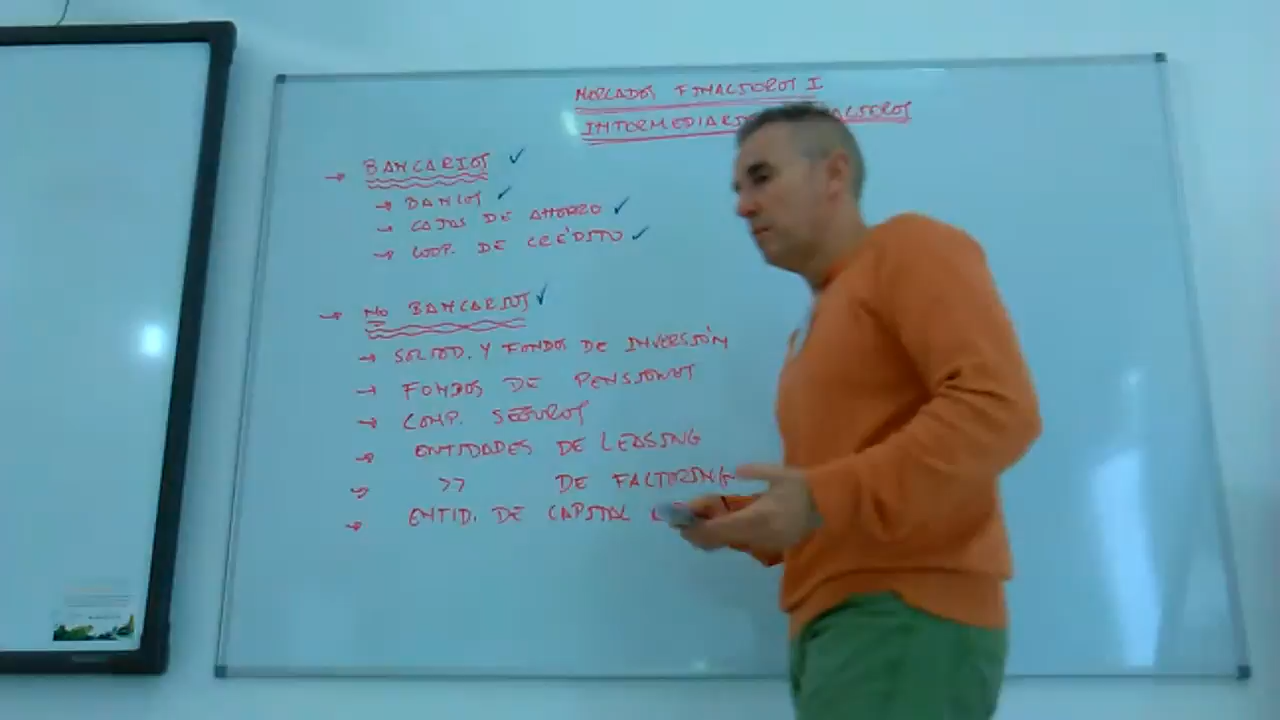 MERCADOS FINANCIEROS I
INTERMEDIARIOS
→ BANCARIOS ✓
→ BANCOS ✓
→ CAJAS DE AHORRO ✓
→ COOP. DE CRÉDITO ✓
→ NO BANCARIOS ✓
→ SOCIED. Y FONDOS DE INVERSIÓN
→ FONDOS DE PENSIONES
→ COMP. SEGUROS
→ ENTIDADES DE LEASING
→ >> DE FACTORING
→ ENTID. DE CAPITAL